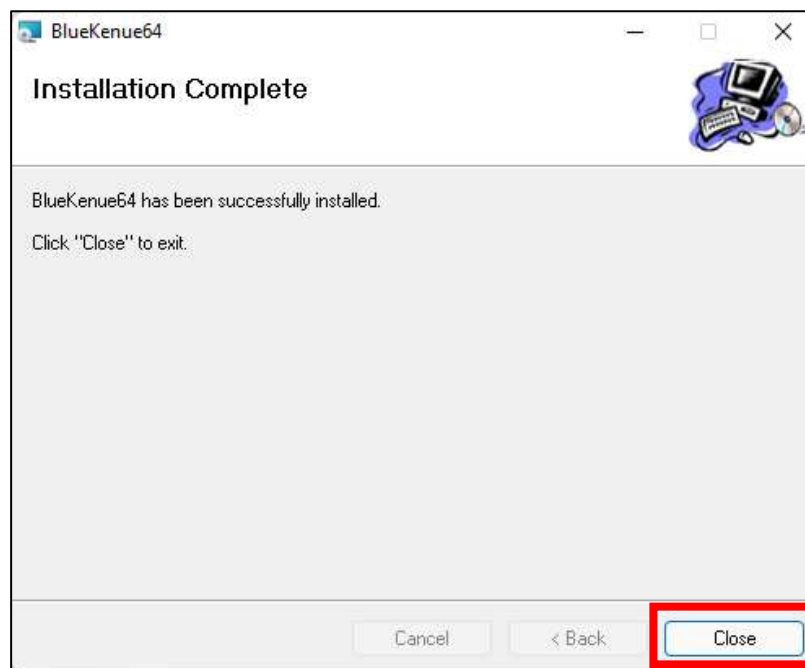 BlueKenue64
Installation Complete
BlueKenue64 has been successfully installed.
Click "Close" to exit.
Cancel
< Back
Close